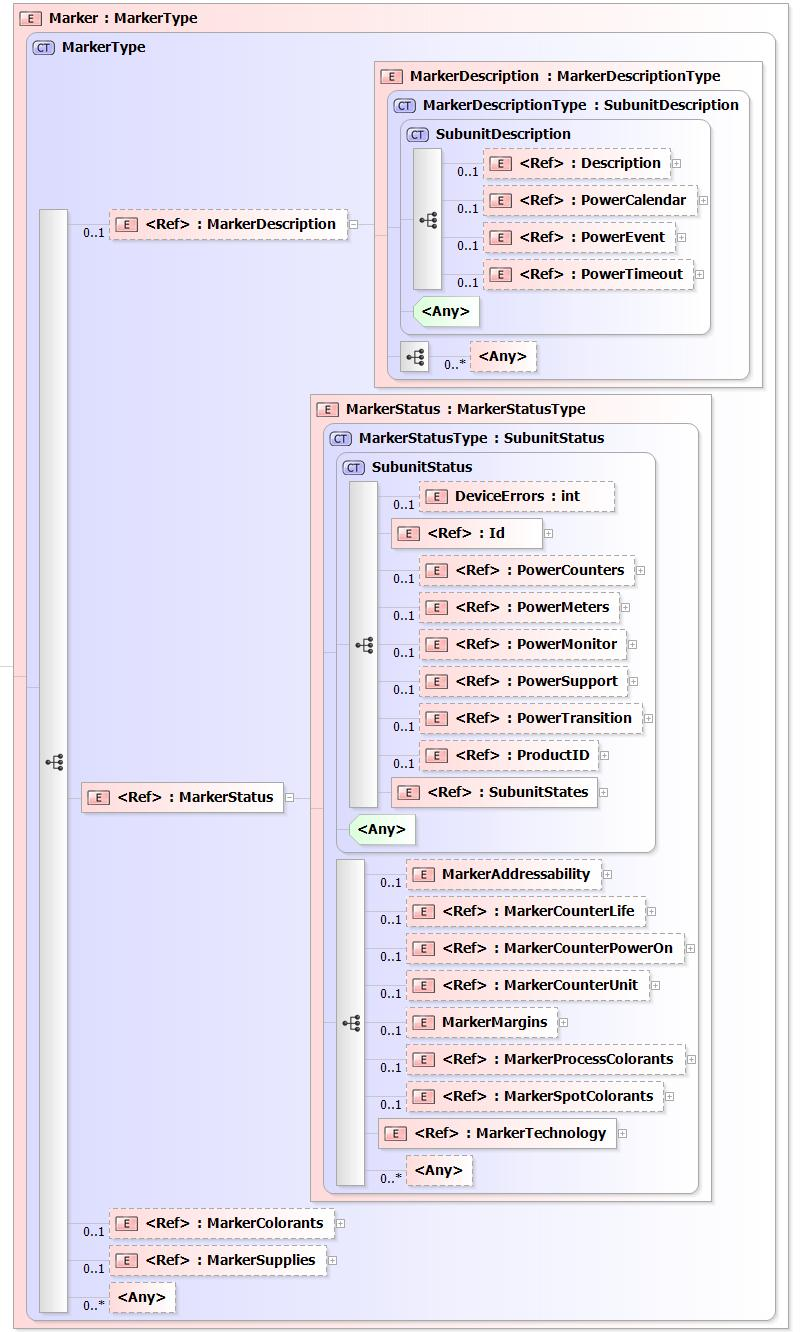 E Marker : MarkerType
CT MarkerType
E MarkerDescription : MarkerDescriptionType
CT MarkerDescriptionType : SubunitDescription
CT SubunitDescription
E <Ref> : Description
0..1
E <Ref> : PowerCalendar
0..1
E <Ref> : MarkerDescription
0..1
E <Ref> : PowerEvent
0..1
E <Ref> : PowerTimeout
0..1
<Any>
<Any>
0..*
E MarkerStatus : MarkerStatusType
CT MarkerStatusType : SubunitStatus
CT SubunitStatus
E DeviceErrors : int
0..1
E <Ref> : Id
E <Ref> : PowerCounters
0..1
E <Ref> : PowerMeters
0..1
E <Ref> : PowerMonitor
0..1
E <Ref> : PowerSupport
0..1
E <Ref> : PowerTransition
0..1
E <Ref> : ProductID
0..1
E <Ref> : SubunitStates
E <Ref> : MarkerStatus
<Any>
E MarkerAddressability
0..1
E <Ref> : MarkerCounterLife
0..1
E <Ref> : MarkerCounterPowerOn
0..1
E <Ref> : MarkerCounterUnit
0..1
E MarkerMargins
0..1
E <Ref> : MarkerProcessColorants
0..1
E <Ref> : MarkerSpotColorants
0..1
E <Ref> : MarkerTechnology
<Any>
0..*
E <Ref> : MarkerColorants
0..1
E <Ref> : MarkerSupplies
0..1
<Any>
0..*